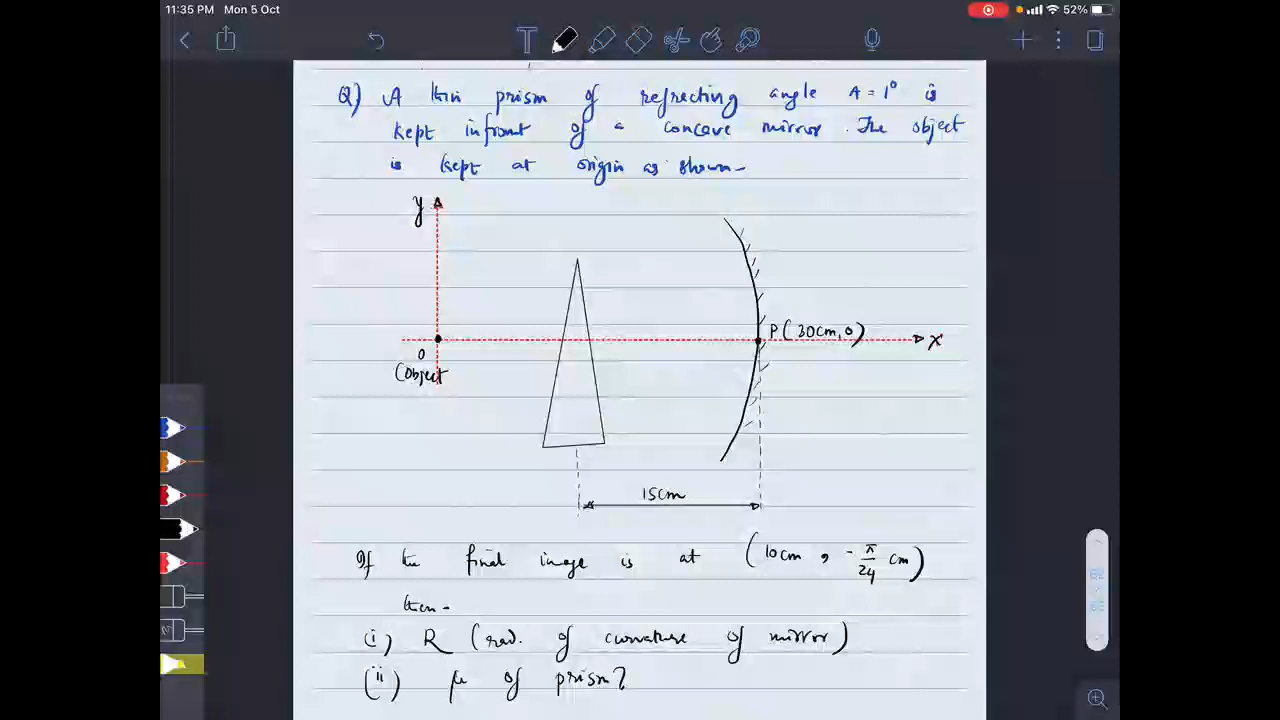 11:35 PM Mon 5 Oct
52%
Q) A thin prism of refrecting angle A = 1° is
kept infront of a concave mirror. The object
is kept at origin as shown-
y
P(30cm,0)
x
O
(Object
15cm
If the final image is at (10cm, -π/24 cm)
then-
(i) R (rad. of curvature of mirror)
(ii) μ of prism?